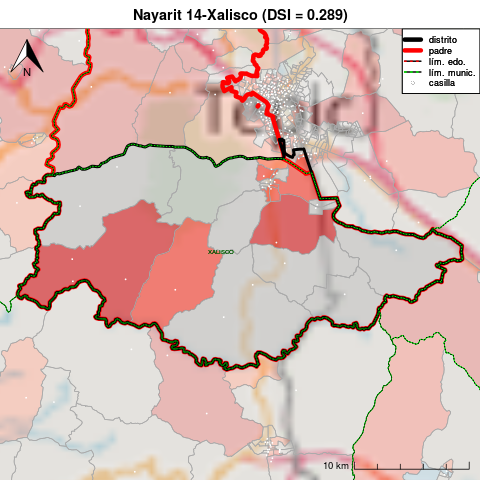 Nayarit 14-Xalisco (DSI = 0.289)
N
distrito
padre
lím. edo.
lím. munic.
casilla
Tepic
XALISCO
10 km